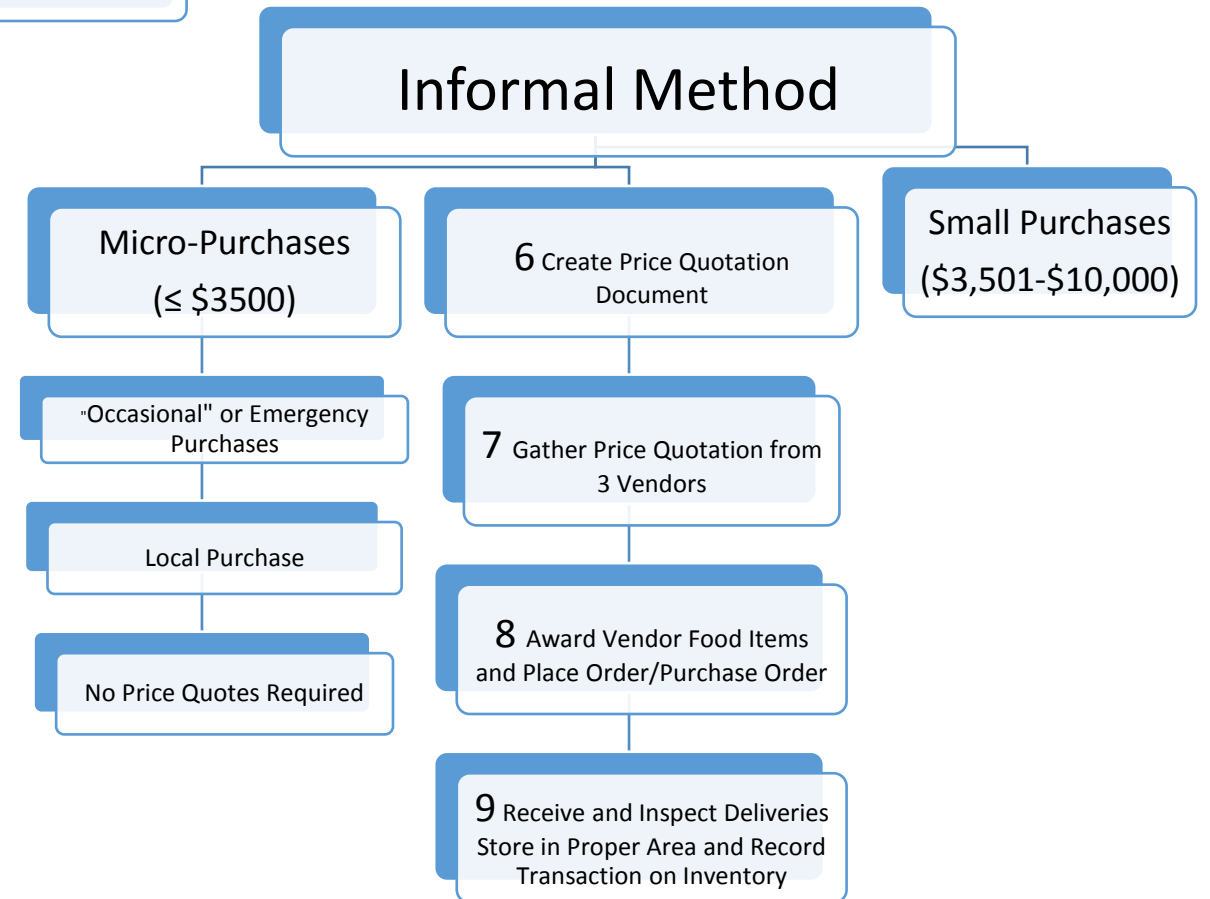 Informal Method
Micro-Purchases
(≤ $3500)
"Occasional" or Emergency
Purchases
Local Purchase
No Price Quotes Required
6 Create Price Quotation
Document
7 Gather Price Quotation from
3 Vendors
8 Award Vendor Food Items
and Place Order/Purchase Order
9 Receive and Inspect Deliveries
Store in Proper Area and Record
Transaction on Inventory
Small Purchases
($3,501-$10,000)